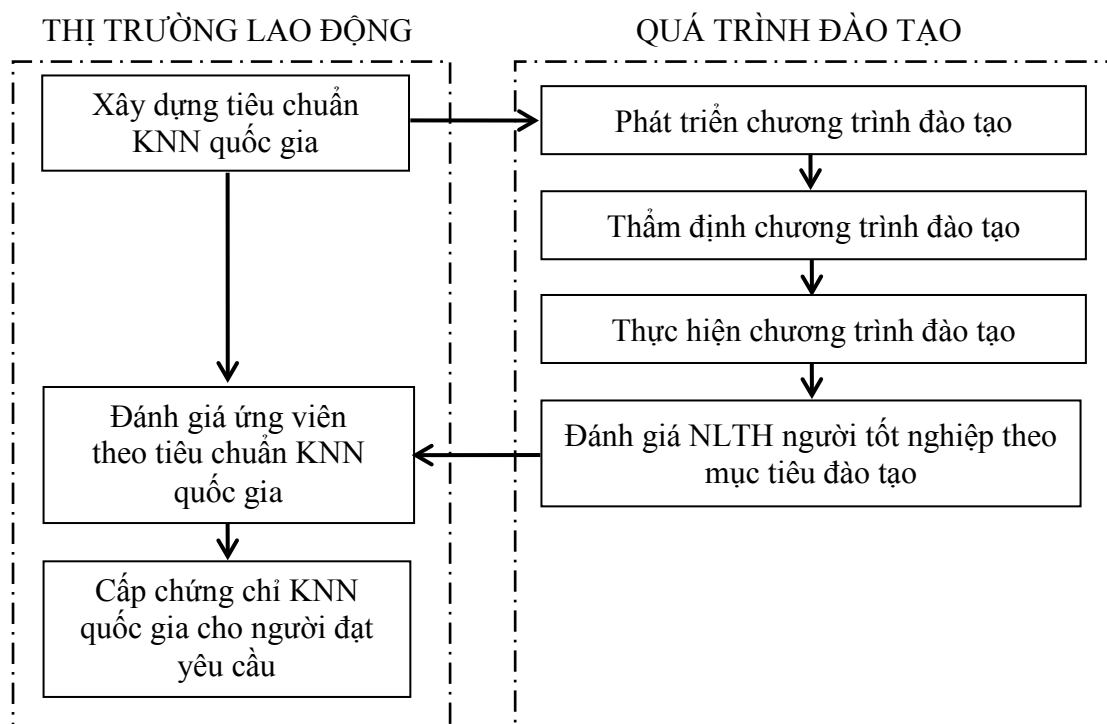 THỊ TRƯỜNG LAO ĐỘNG
Xây dựng tiêu chuẩn
KNN quốc gia
Đánh giá ứng viên
theo tiêu chuẩn KNN
quốc gia
Cấp chứng chỉ KNN
quốc gia cho người đạt
yêu cầu
QUÁ TRÌNH ĐÀO TẠO
Phát triển chương trình đào tạo
Thẩm định chương trình đào tạo
Thực hiện chương trình đào tạo
Đánh giá NLTH người tốt nghiệp theo
mục tiêu đào tạo